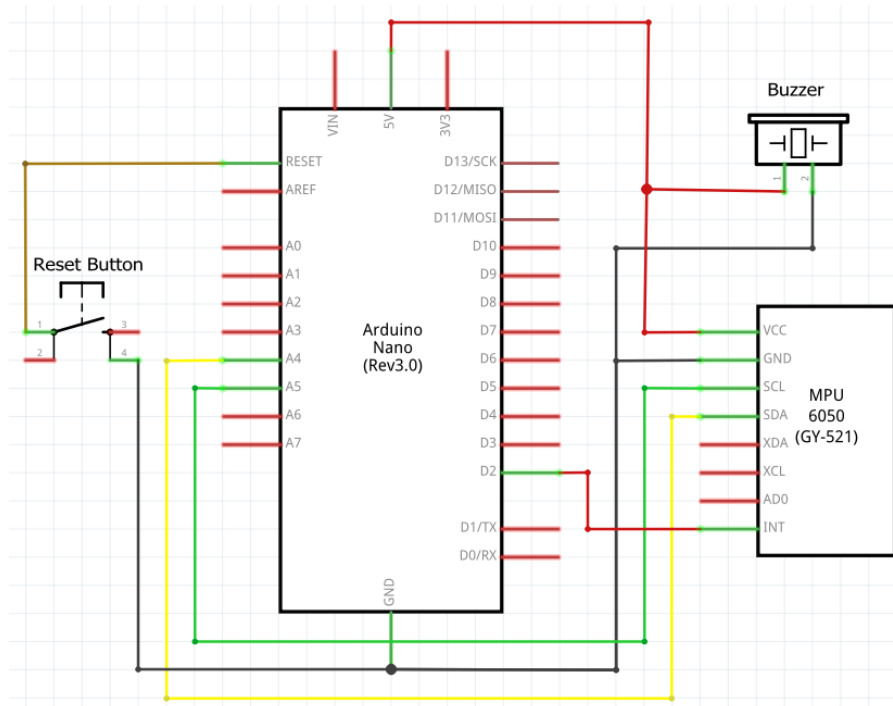 Buzzer
1
2
VIN
5V
3V3
RESET
AREF
A0
A1
A2
A3
A4
A5
A6
A7
D13/SCK
D12/MISO
D11/MOSI
D10
D9
D8
D7
D6
D5
D4
D3
D2
D1/TX
D0/RX
GND
Arduino
Nano
(Rev3.0)
Reset Button
1
3
2
4
VCC
GND
SCL
SDA
XDA
XCL
AD0
INT
MPU
6050
(GY-521)